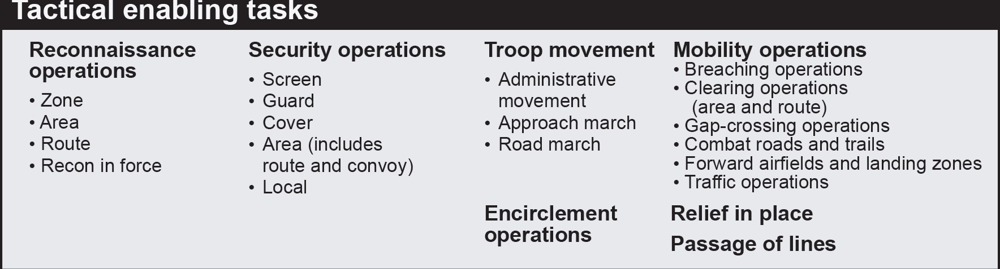 Tactical enabling tasks
Reconnaissance
operations
• Zone
• Area
• Route
• Recon in force
Security operations
• Screen
• Guard
• Cover
• Area (includes
route and convoy)
• Local
Troop movement
• Administrative
movement
• Approach march
• Road march
Encirclement
operations
Mobility operations
• Breaching operations
• Clearing operations
(area and route)
• Gap-crossing operations
• Combat roads and trails
• Forward airfields and landing zones
• Traffic operations
Relief in place
Passage of lines